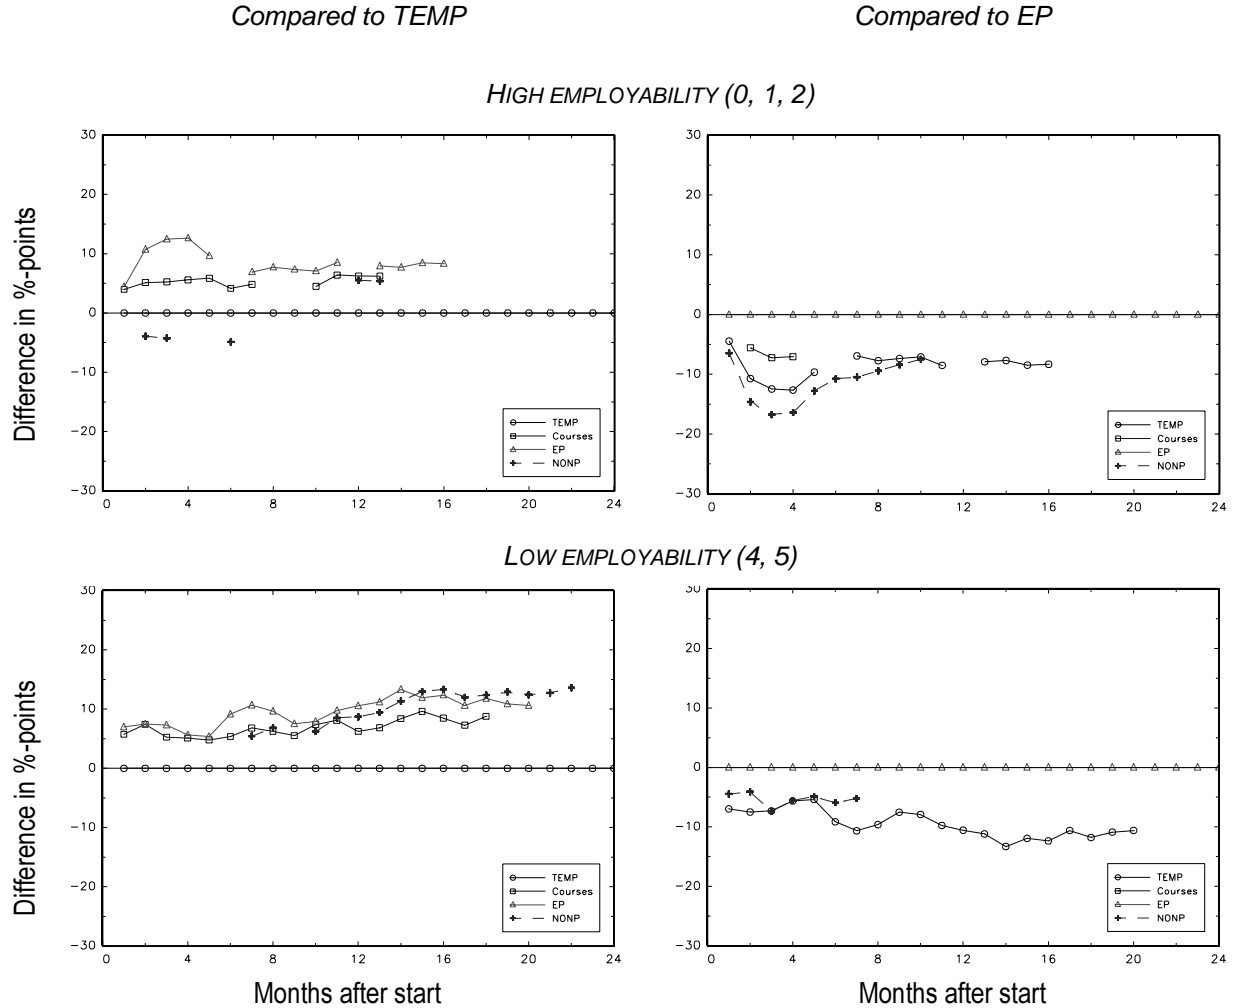 Compared to TEMP
Compared to EP
HIGH EMPLOYABILITY (0, 1, 2)
Difference in %-points
30
20
10
0
−10
−20
−30
0 4 8 12 16 20 24
TEMP
Courses
EP
NONP
30
20
10
0
−10
−20
−30
0 4 8 12 16 20 24
TEMP
Courses
EP
NONP
LOW EMPLOYABILITY (4, 5)
Difference in %-points
30
20
10
0
−10
−20
−30
0 4 8 12 16 20 24
TEMP
Courses
EP
NONP
Months after start
30
20
10
0
−10
−20
−30
0 4 8 12 16 20 24
TEMP
Courses
EP
NONP
Months after start